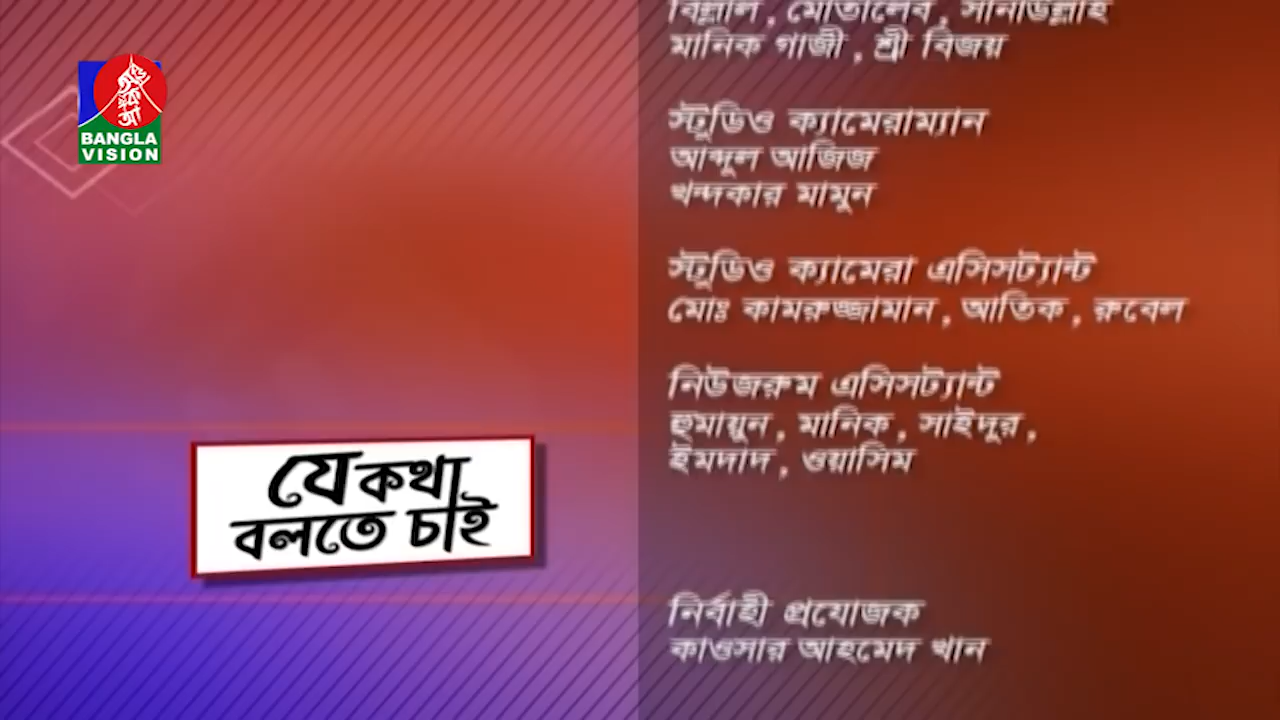 BANGLA
VISION
যে কথা
বলতে চাই
বিল্লাল , মোতালেব , সানাউল্লাহ
মানিক গাজী , শ্রী বিজয়
স্টুডিও ক্যামেরাম্যান
আব্দুল আজিজ
খন্দকার মামুন
স্টুডিও ক্যামেরা এসিসট্যান্ট
মোঃ কামরুজ্জামান , আতিক , রুবেল
নিউজরুম এসিসট্যান্ট
হুমায়ুন , মানিক , সাইদুর ,
ইমদাদ , ওয়াসিম
নির্বাহী প্রযোজক
কাওসার আহমেদ খান